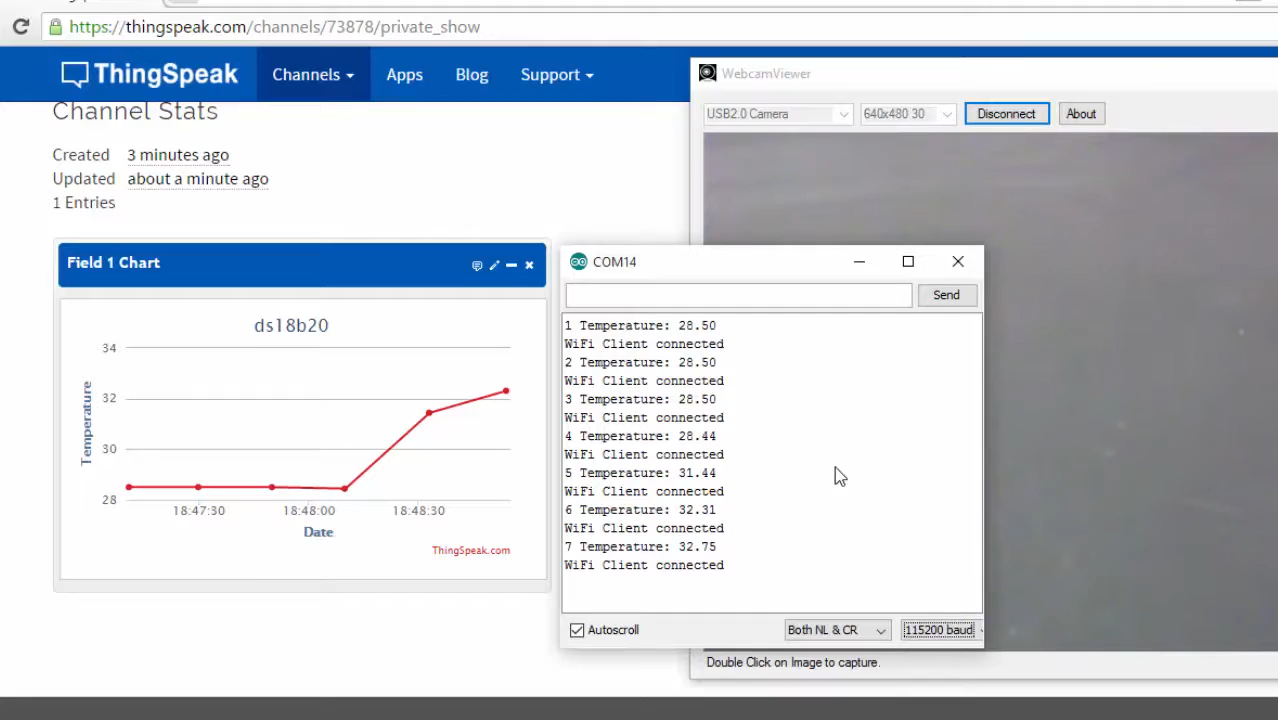 https://thingspeak.com/channels/73878/private_show
ThingSpeak Channels Apps Blog Support
Channel Stats
Created 3 minutes ago
Updated about a minute ago
1 Entries
Field 1 Chart
ds18b20
34
32
30
28
Temperature
18:47:30 18:48:00 18:48:30
Date
ThingSpeak.com
WebcamViewer
USB2.0 Camera 640x480 30 Disconnect About
COM14
Send
1 Temperature: 28.50
WiFi Client connected
2 Temperature: 28.50
WiFi Client connected
3 Temperature: 28.50
WiFi Client connected
4 Temperature: 28.44
WiFi Client connected
5 Temperature: 31.44
WiFi Client connected
6 Temperature: 32.31
WiFi Client connected
7 Temperature: 32.75
WiFi Client connected
Autoscroll Both NL & CR 115200 baud
Double Click on Image to capture.